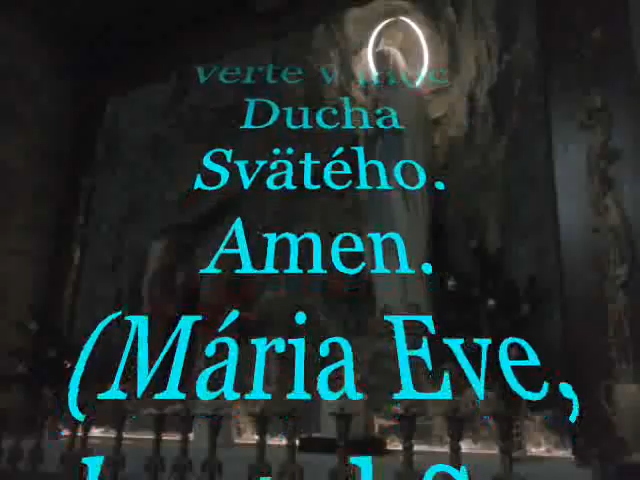 verte v
Ducha
Svätého.
Amen.
(Mária Eve,